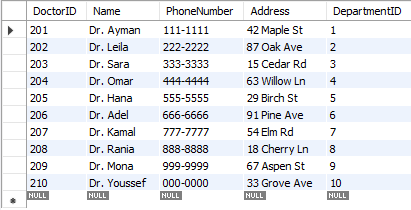 DoctorID Name PhoneNumber Address DepartmentID
201 Dr. Ayman 111-1111 42 Maple St 1
202 Dr. Leila 222-2222 87 Oak Ave 2
203 Dr. Sara 333-3333 15 Cedar Rd 3
204 Dr. Omar 444-4444 63 Willow Ln 4
205 Dr. Hana 555-5555 29 Birch St 5
206 Dr. Adel 666-6666 91 Pine Ave 6
207 Dr. Kamal 777-7777 54 Elm Rd 7
208 Dr. Rania 888-8888 18 Cherry Ln 8
209 Dr. Mona 999-9999 67 Aspen St 9
210 Dr. Youssef 000-0000 33 Grove Ave 10
NULL NULL NULL NULL NULL